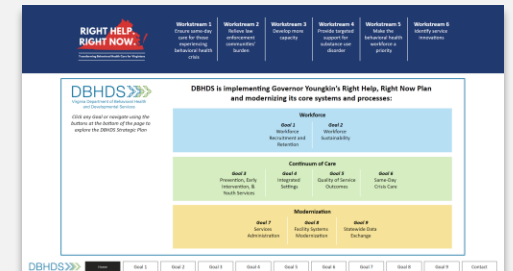 RIGHT HELP.
RIGHT NOW.
Transforming Behavioral Health Care for Virginians
Workstream 1
Ensure same-day
care for those
experiencing
behavioral health
crisis
Workstream 2
Relieve law
enforcement
communities'
burden
Workstream 3
Develop more
capacity
Workstream 4
Provide targeted
support for
substance use
disorder
Workstream 5
Make the
behavioral health
workforce a
priority
Workstream 6
Identify service
innovations
DBHDS
Virginia Department of Behavioral Health
and Developmental Services
Click any Goal or navigate using the
buttons at the bottom of the page to
explore the DBHDS Strategic Plan
DBHDS is implementing Governor Youngkin's Right Help, Right Now Plan
and modernizing its core systems and processes:
Workforce
Goal 1
Workforce
Recruitment and
Retention
Goal 2
Workforce
Sustainability
Continuum of Care
Goal 3
Prevention, Early
Intervention, &
Youth Services
Goal 4
Integrated
Settings
Goal 5
Quality of Service
Outcomes
Goal 6
Same-Day
Crisis Care
Modernization
Goal 7
Services
Administration
Goal 8
Facility Systems
Modernization
Goal 9
Statewide Data
Exchange
DBHDS
Home
Goal 1
Goal 2
Goal 3
Goal 4
Goal 5
Goal 6
Goal 7
Goal 8
Goal 9
Contact